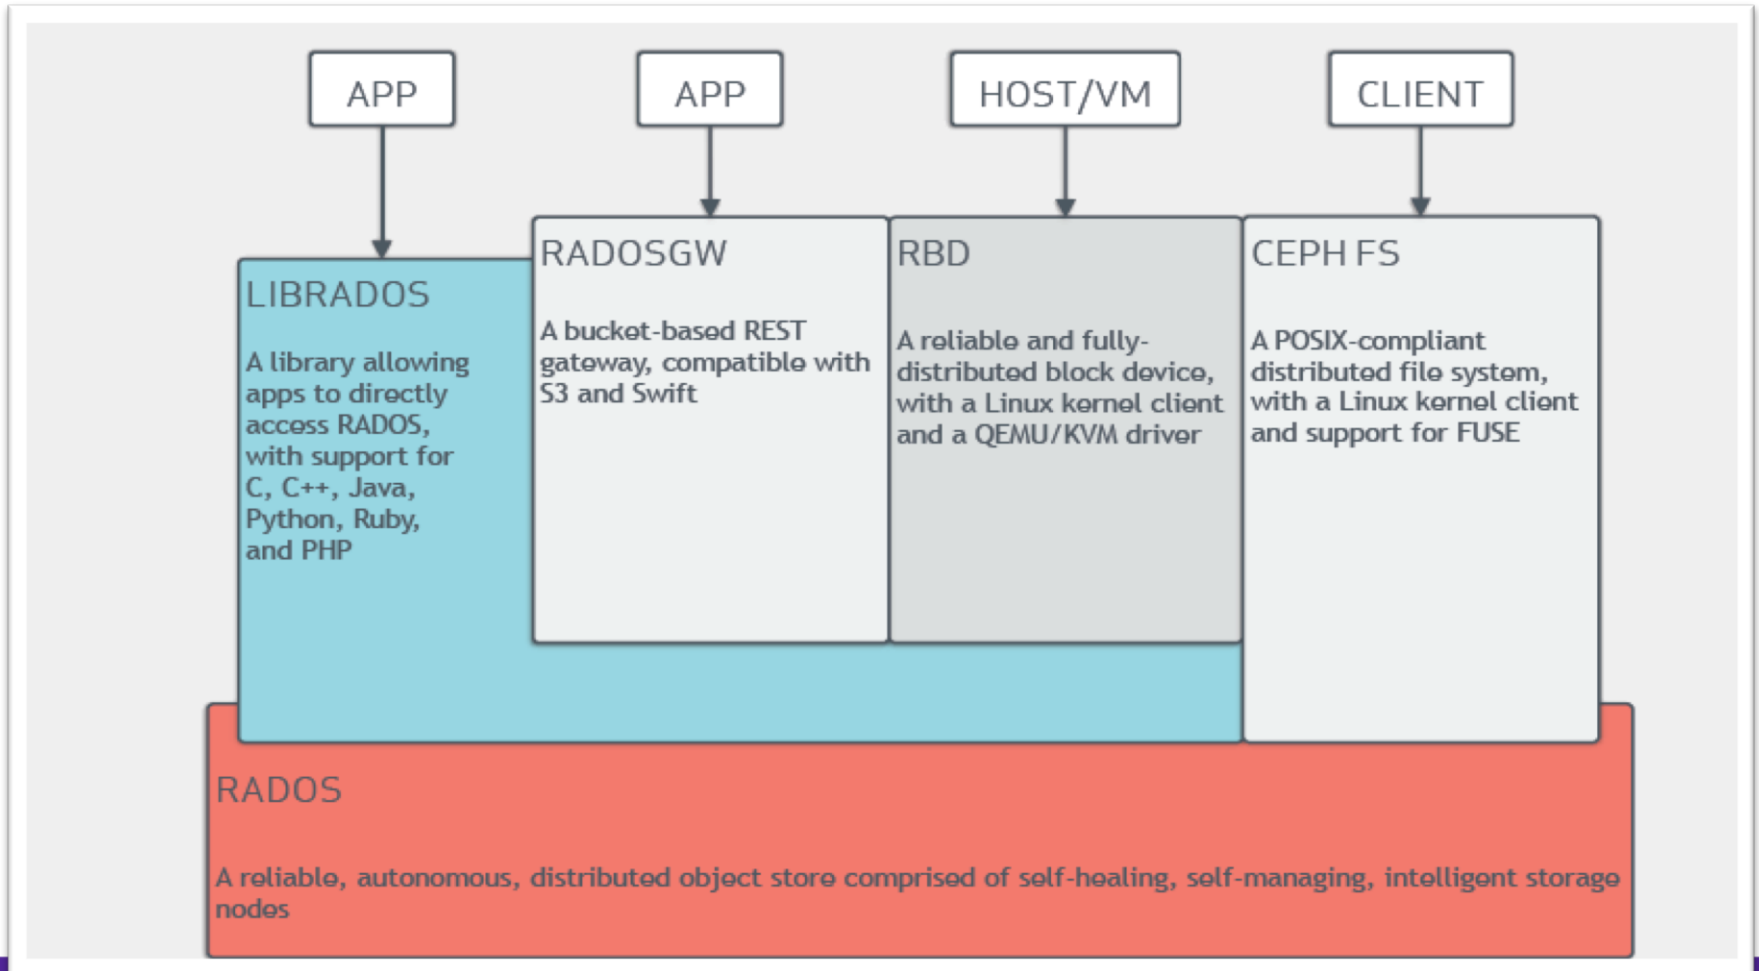 APP
APP
HOST/VM
CLIENT
LIBRADOS
A library allowing
apps to directly
access RADOS,
with support for
C, C++, Java,
Python, Ruby,
and PHP
RADOSGW
A bucket-based REST
gateway, compatible with
S3 and Swift
RBD
A reliable and fully-
distributed block device,
with a Linux kernel client
and a QEMU/KVM driver
CEPH FS
A POSIX-compliant
distributed file system,
with a Linux kernel client
and support for FUSE
RADOS
A reliable, autonomous, distributed object store comprised of self-healing, self-managing, intelligent storage
nodes